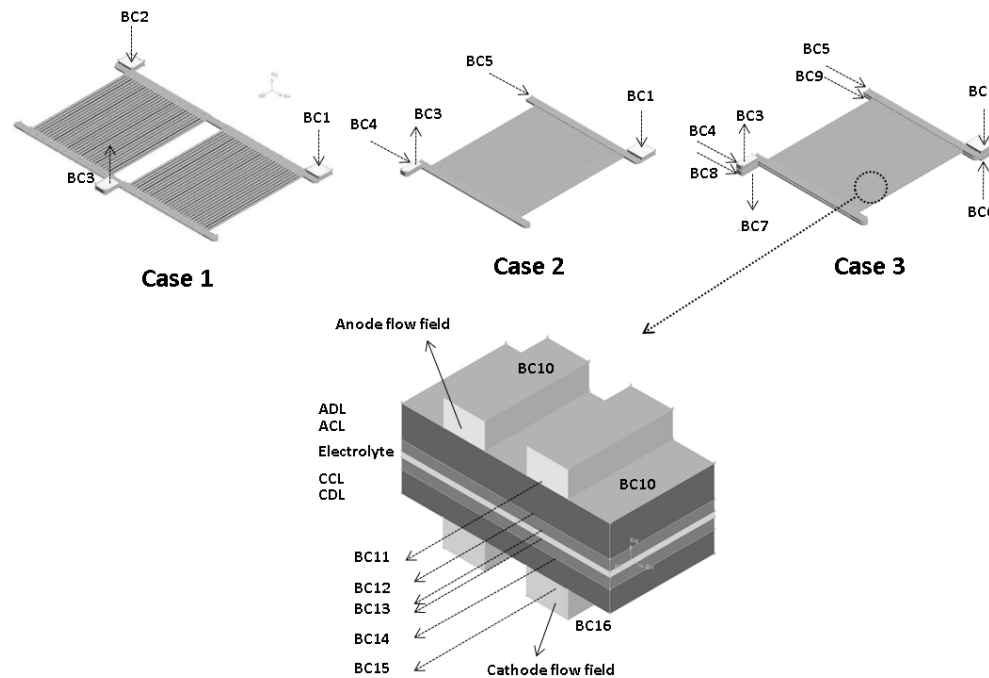 BC2
BC1
BC3
Case 1
BC5
BC1
BC3
BC4
Case 2
BC5
BC9
BC3
BC4
BC8
BC7
Case 3
Anode flow field
BC10
ADL
ACL
Electrolyte
CCL
CDL
BC10
BC11
BC12
BC13
BC14
BC15
BC16
Cathode flow field